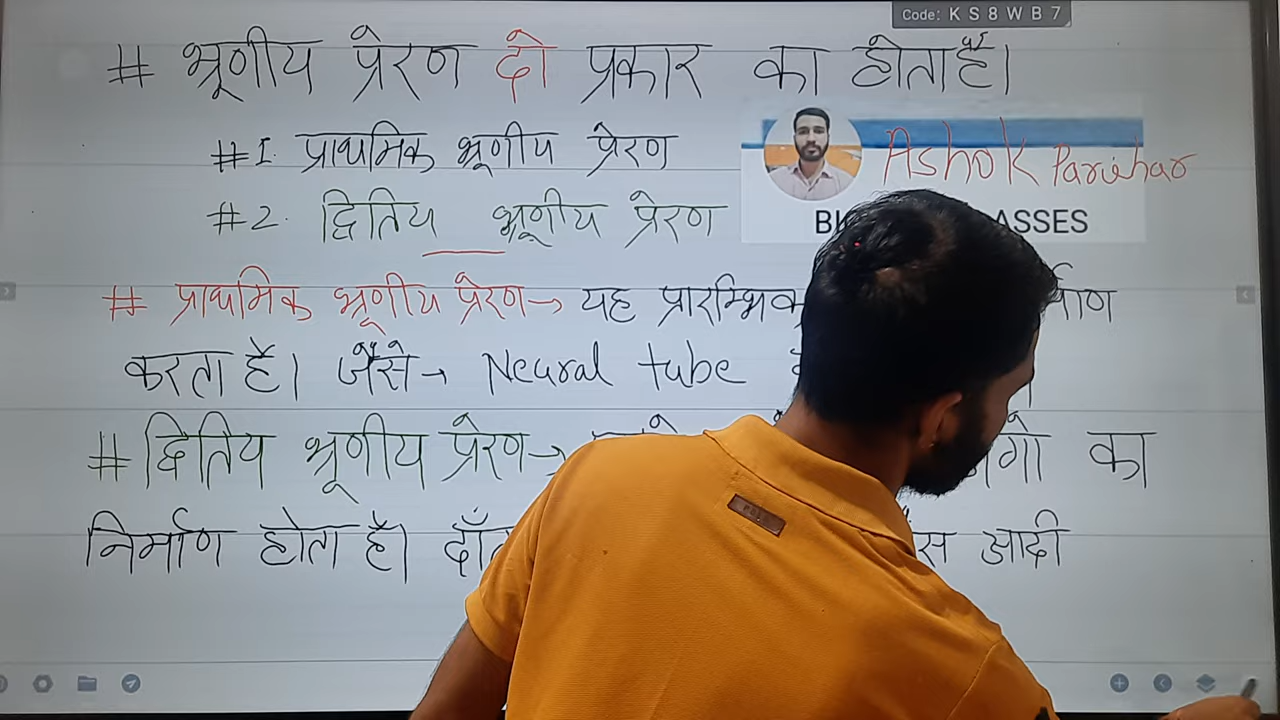 Code: K S 8 W B 7
# भ्रूणीय प्रेरण दो प्रकार का होता है।
#1. प्राथमिक भ्रूणीय प्रेरण
Ashok Parihar
#2. द्वितिय भ्रूणीय प्रेरण
# प्राथमिक भ्रूणीय प्रेरण → यह प्रारम्भिक
करता है। जैसे → Neural tube
# द्वितिय भ्रूणीय प्रेरण → का
निर्माण होता है। आदी